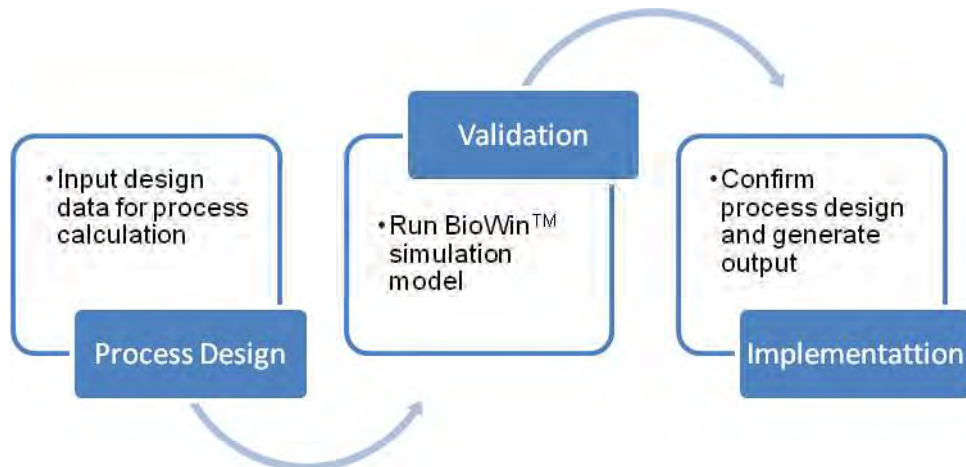 •Input design
data for process
calculation
Process Design
Validation
•Run BioWin™
simulation
model
•Confirm
process design
and generate
output
Implementattion